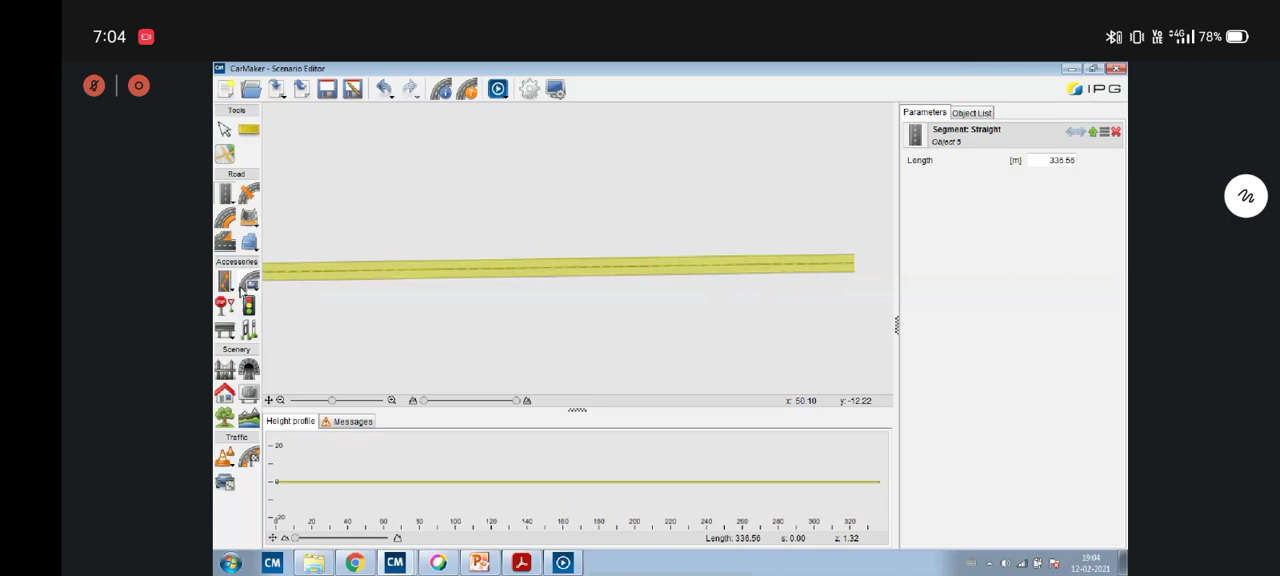 7:04
78%
CarMaker - Scenario Editor
IPG
Tools
Road
Accessories
STOP
Scenery
Traffic
Parameters
Object List
Segment: Straight
Object 5
Length [m] 336.56
x: 50.10 y: -12.22
Height profile
Messages
20
0
-20
0 20 40 60 80 100 120 140 160 180 200 220 240 260 280 300 320
Length: 336.56 s: 0.00 z: 1.32
CM
CM
19:04
12-02-2021